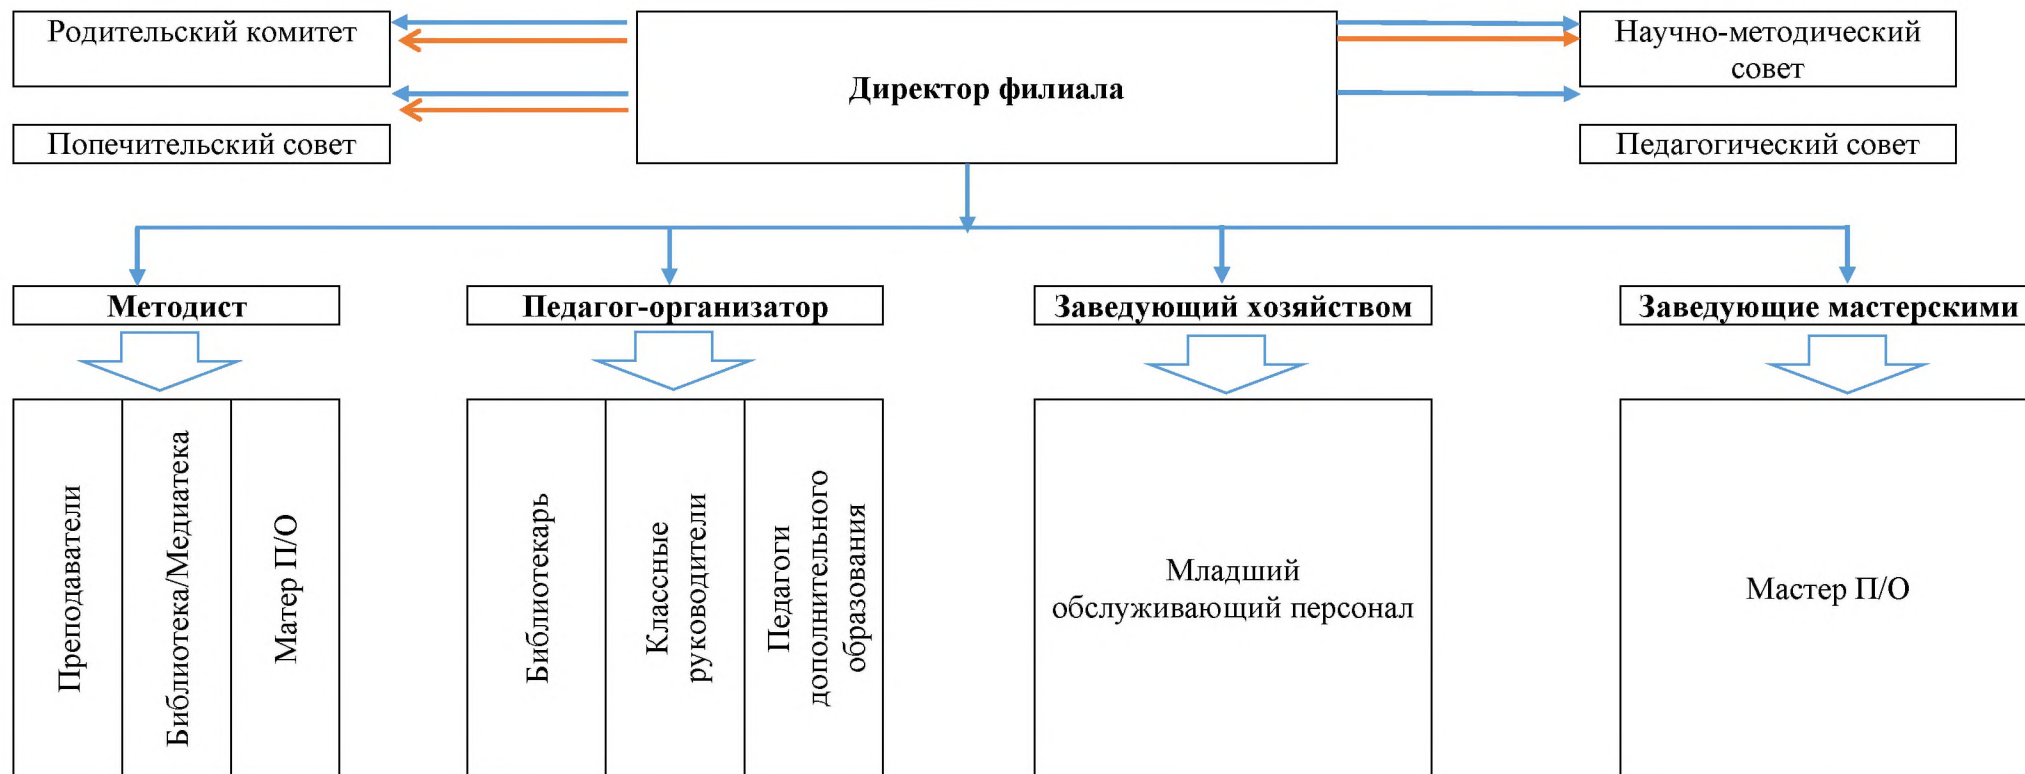 Родительский комитет
Директор филиала
Научно-методический
совет
Попечительский совет
Педагогический совет
Методист
Педагог-организатор
Заведующий хозяйством
Заведующие мастерскими
Преподаватели
Библиотека/Медиатека
Матер П/О
Библиотекарь
Классные
руководители
Педагоги
дополнительного
образования
Младший
обслуживающий персонал
Мастер П/О